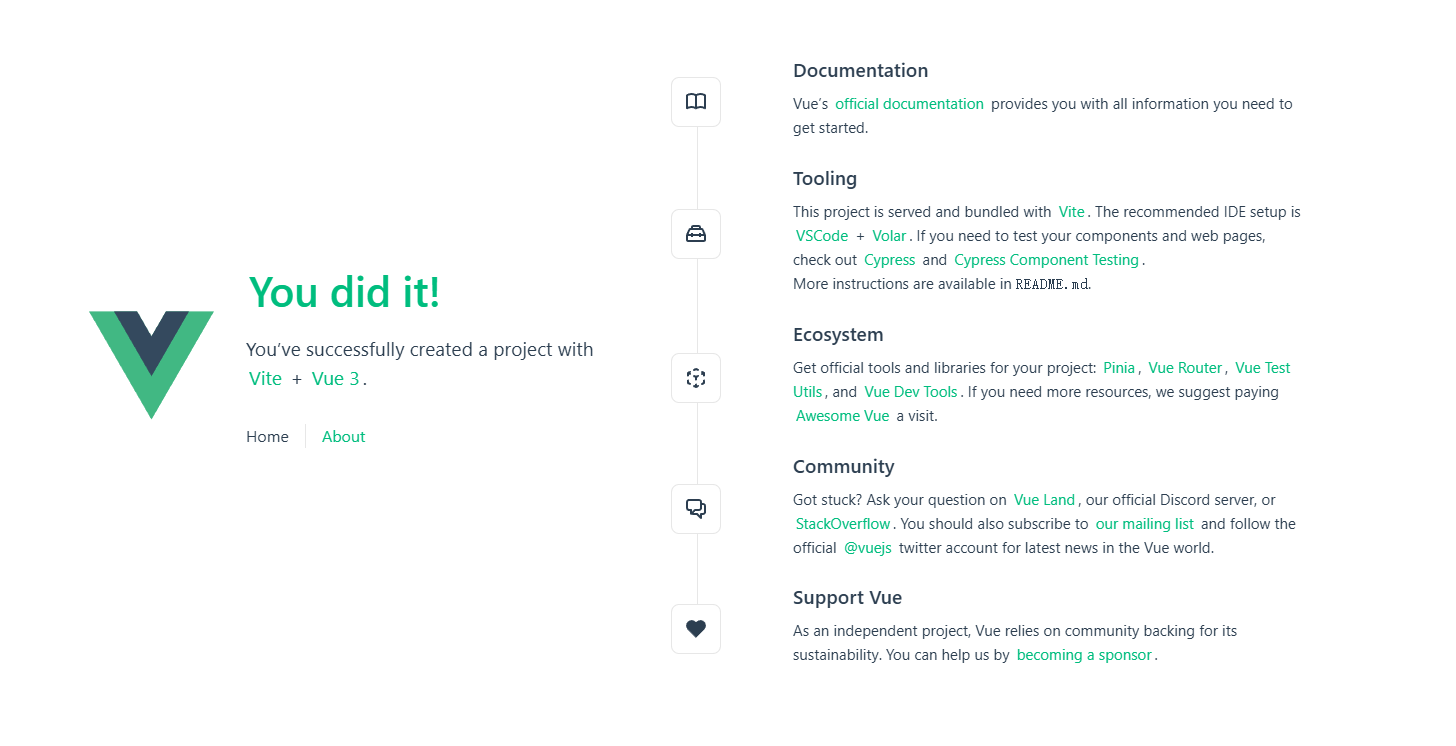 You did it!
You’ve successfully created a project with
Vite + Vue 3.
Home
About
Documentation
Vue’s official documentation provides you with all information you need to
get started.
Tooling
This project is served and bundled with Vite. The recommended IDE setup is
VSCode + Volar. If you need to test your components and web pages,
check out Cypress and Cypress Component Testing.
More instructions are available in README.md.
Ecosystem
Get official tools and libraries for your project: Pinia, Vue Router, Vue Test
Utils, and Vue Dev Tools. If you need more resources, we suggest paying
Awesome Vue a visit.
Community
Got stuck? Ask your question on Vue Land, our official Discord server, or
StackOverflow. You should also subscribe to our mailing list and follow the
official @vuejs twitter account for latest news in the Vue world.
Support Vue
As an independent project, Vue relies on community backing for its
sustainability. You can help us by becoming a sponsor.